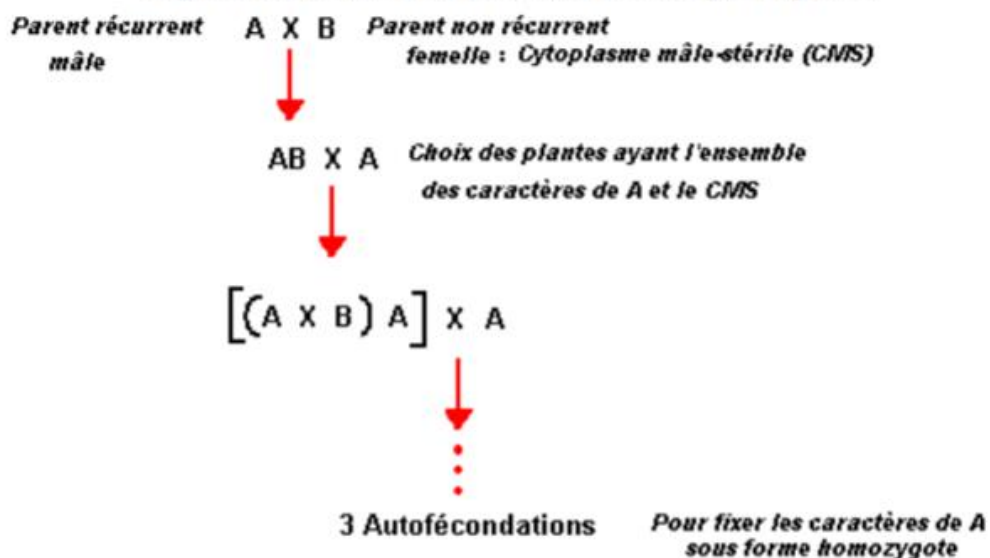 Parent récurrent A X B Parent non récurrent
mâle femelle : Cytoplasme mâle-stérile (CMS)
AB X A Choix des plantes ayant l'ensemble
des caractères de A et le CMS
[(A X B) A] X A
3 Autofécondations Pour fixer les caractères de A
sous forme homozygote